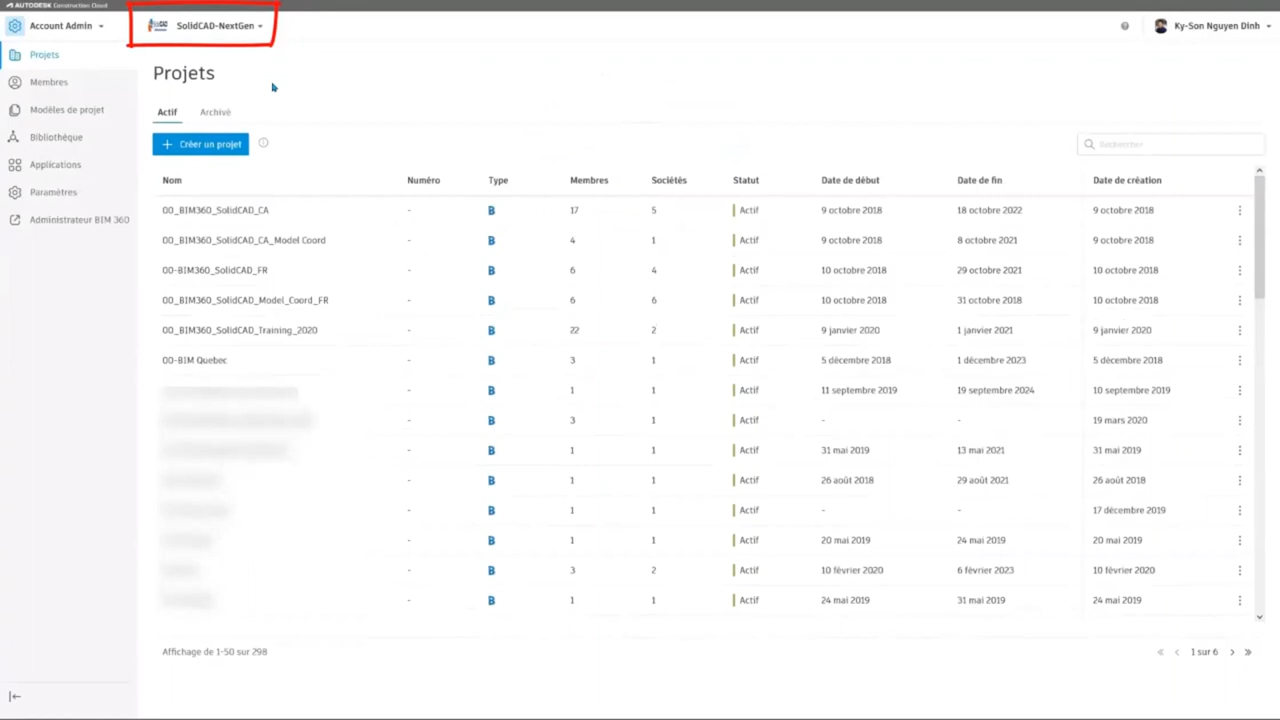 AUTODESK Construction Cloud
Account Admin
SolidCAD-NextGen
Ky-Son Nguyen Dinh
Projets
Membres
Modèles de projet
Bibliothèque
Applications
Paramètres
Administrateur BIM 360
Projets
Actif Archivé
+ Créer un projet
Rechercher
Nom Numéro Type Membres Sociétés Statut Date de début Date de fin Date de création
00_BIM360_SolidCAD_CA - B 17 5 Actif 9 octobre 2018 18 octobre 2022 9 octobre 2018
00_BIM360_SolidCAD_CA_Model Coord - B 4 1 Actif 9 octobre 2018 8 octobre 2021 9 octobre 2018
00-BIM360_SolidCAD_FR - B 6 4 Actif 10 octobre 2018 29 octobre 2021 10 octobre 2018
00_BIM360_SolidCAD_Model_Coord_FR - B 6 6 Actif 10 octobre 2018 31 octobre 2018 10 octobre 2018
00_BIM360_SolidCAD_Training_2020 - B 22 2 Actif 9 janvier 2020 1 janvier 2021 9 janvier 2020
00-BIM Quebec - B 3 1 Actif 5 décembre 2018 1 décembre 2023 5 décembre 2018
- B 1 1 Actif 11 septembre 2019 19 septembre 2024 10 septembre 2019
- B 3 1 Actif - - 19 mars 2020
- B 1 1 Actif 31 mai 2019 13 mai 2021 31 mai 2019
- B 1 1 Actif 26 août 2018 29 août 2021 26 août 2018
- B 1 1 Actif - - 17 décembre 2019
- B 1 1 Actif 20 mai 2019 24 mai 2019 20 mai 2019
- B 3 2 Actif 10 février 2020 6 février 2023 10 février 2020
- B 1 1 Actif 24 mai 2019 31 mai 2019 24 mai 2019
Affichage de 1-50 sur 298
1 sur 6